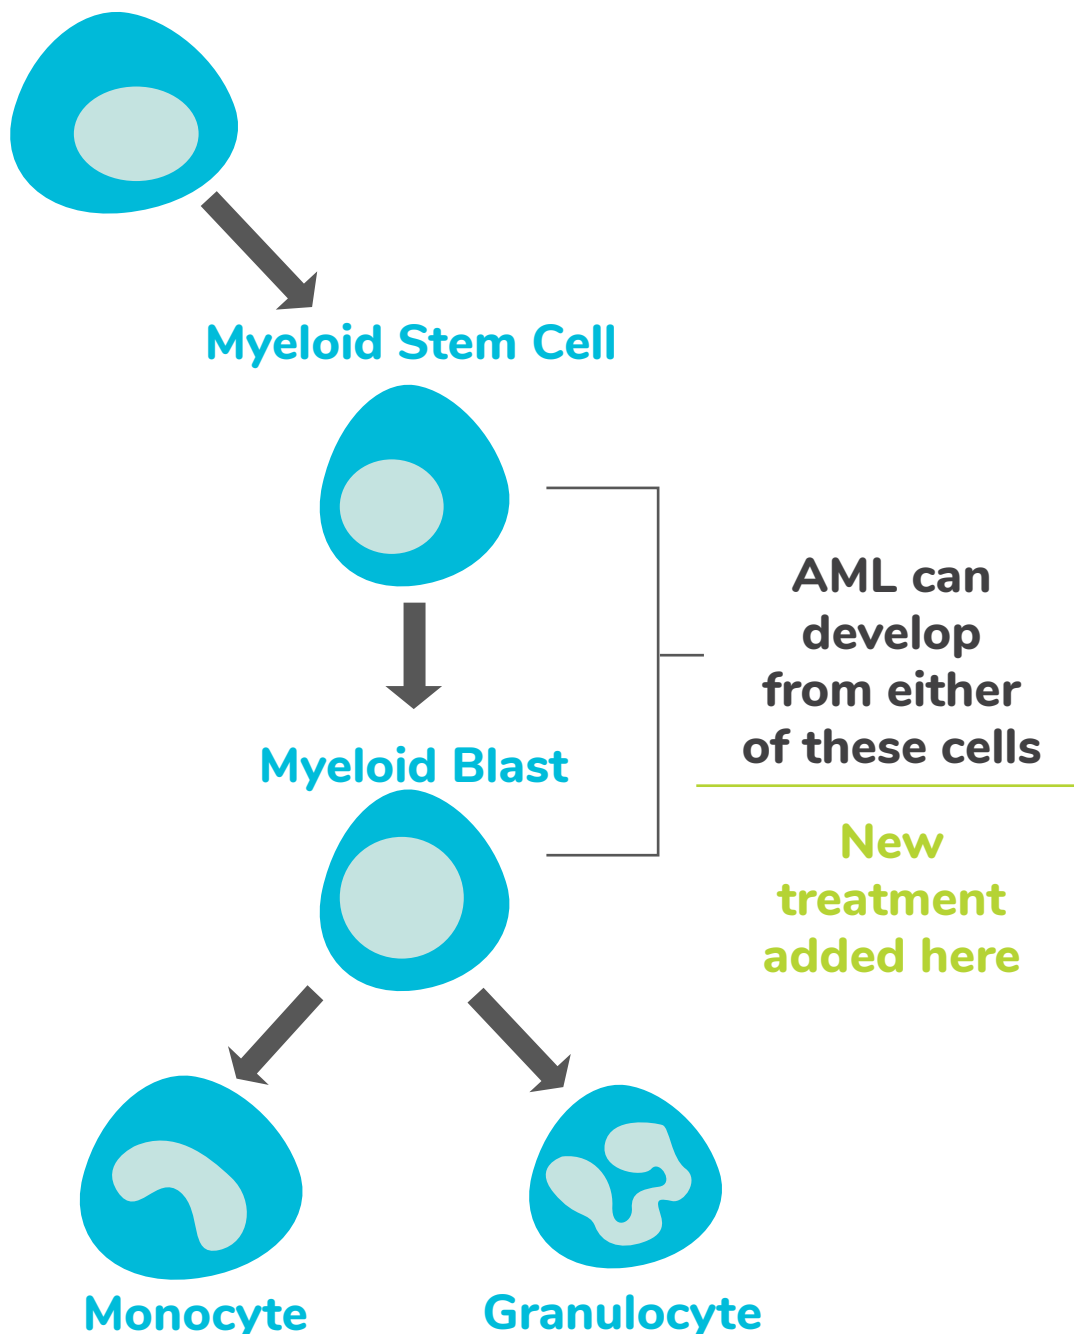 Myeloid Stem Cell
AML can
develop
from either
of these cells
Myeloid Blast
New
treatment
added here
Monocyte
Granulocyte